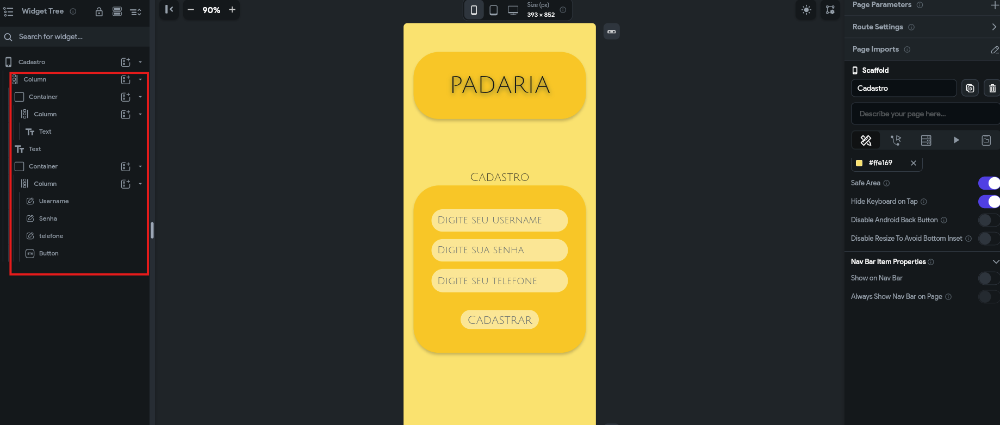 Widget Tree
Search for widget...
Cadastro
Column
Container
Column
Text
Text
Container
Column
Username
Senha
telefone
BTN Button
90%
Size (px)
393 × 852
PADARIA
Cadastro
Digite seu username
Digite sua senha
Digite seu telefone
Cadastrar
Page Parameters
Route Settings
Page Imports
Scaffold
Cadastro
Describe your page here...
#ffe169
Safe Area
Hide Keyboard on Tap
Disable Android Back Button
Disable Resize To Avoid Bottom Inset
Nav Bar Item Properties
Show on Nav Bar
Always Show Nav Bar on Page